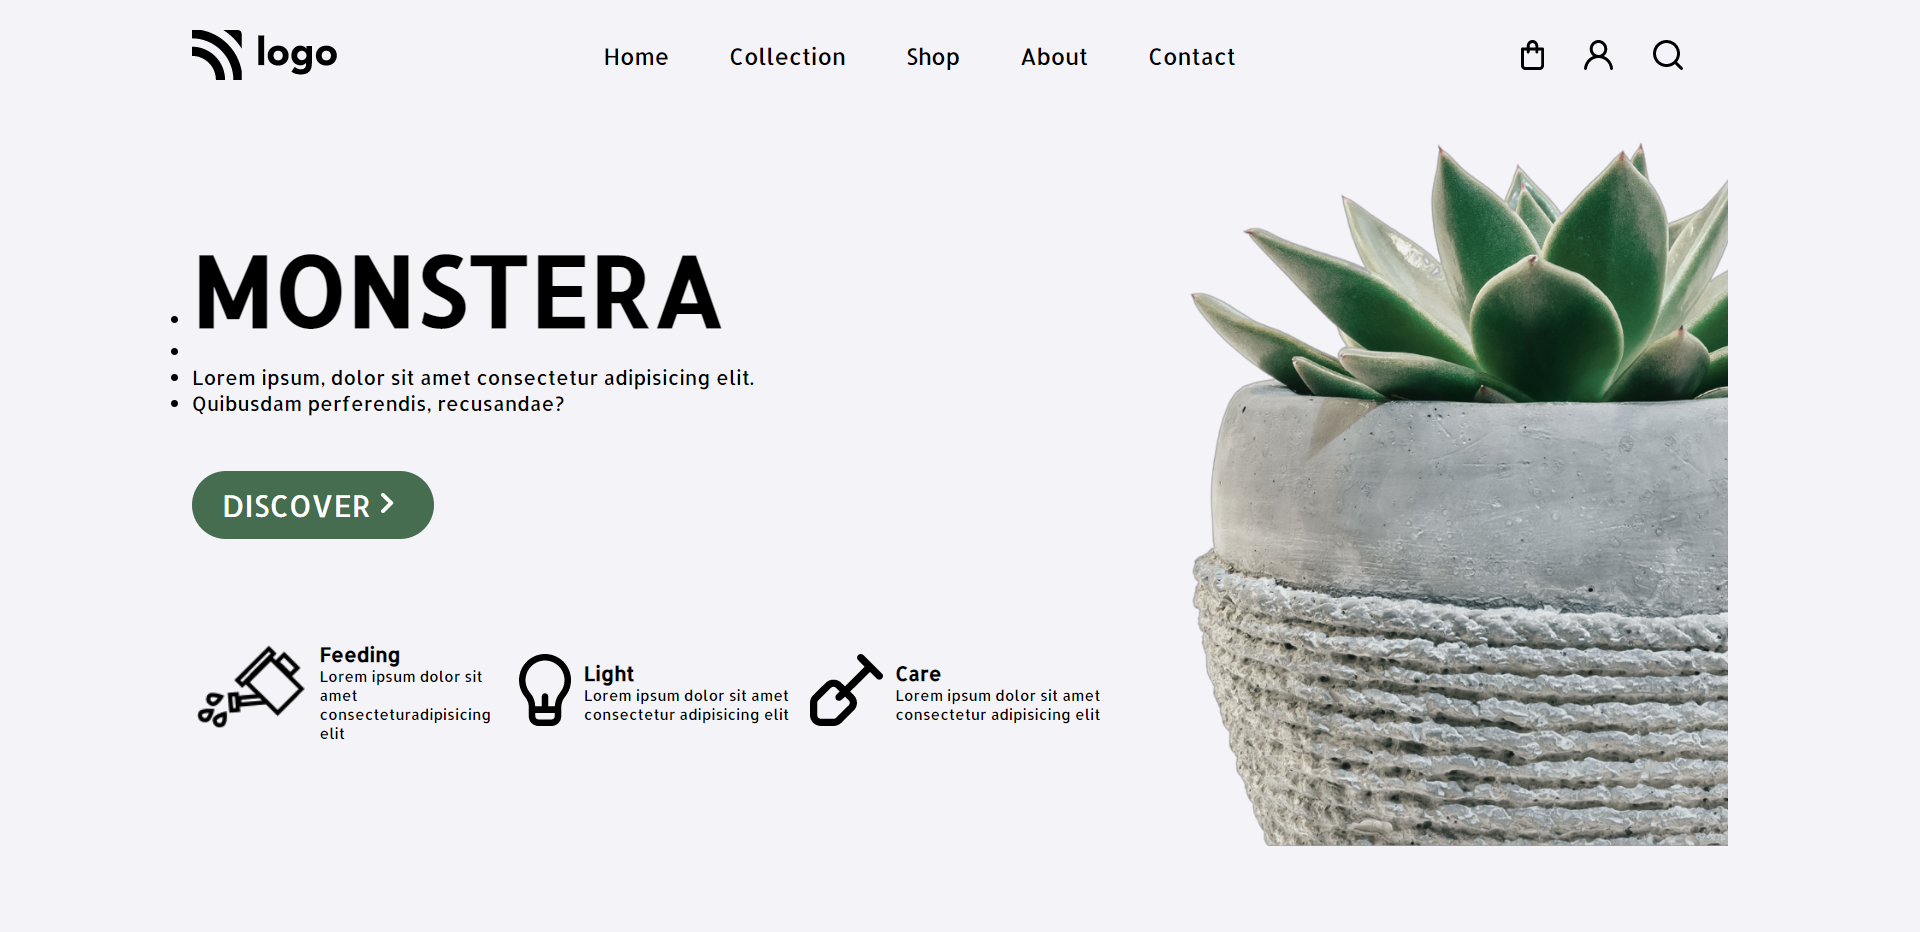 logo
Home Collection Shop About Contact
MONSTERA
Lorem ipsum, dolor sit amet consectetur adipisicing elit.
Quibusdam perferendis, recusandae?
DISCOVER
Feeding
Lorem ipsum dolor sit
amet
consecteturadipisicing
elit
Light
Lorem ipsum dolor sit amet
consectetur adipisicing elit
Care
Lorem ipsum dolor sit amet
consectetur adipisicing elit